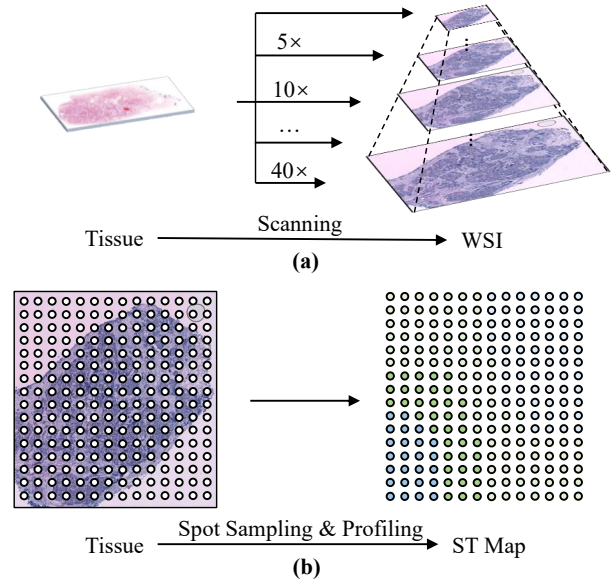 5×
10×
...
40×
Scanning
Tissue WSI
(a)
Spot Sampling & Profiling
Tissue ST Map
(b)